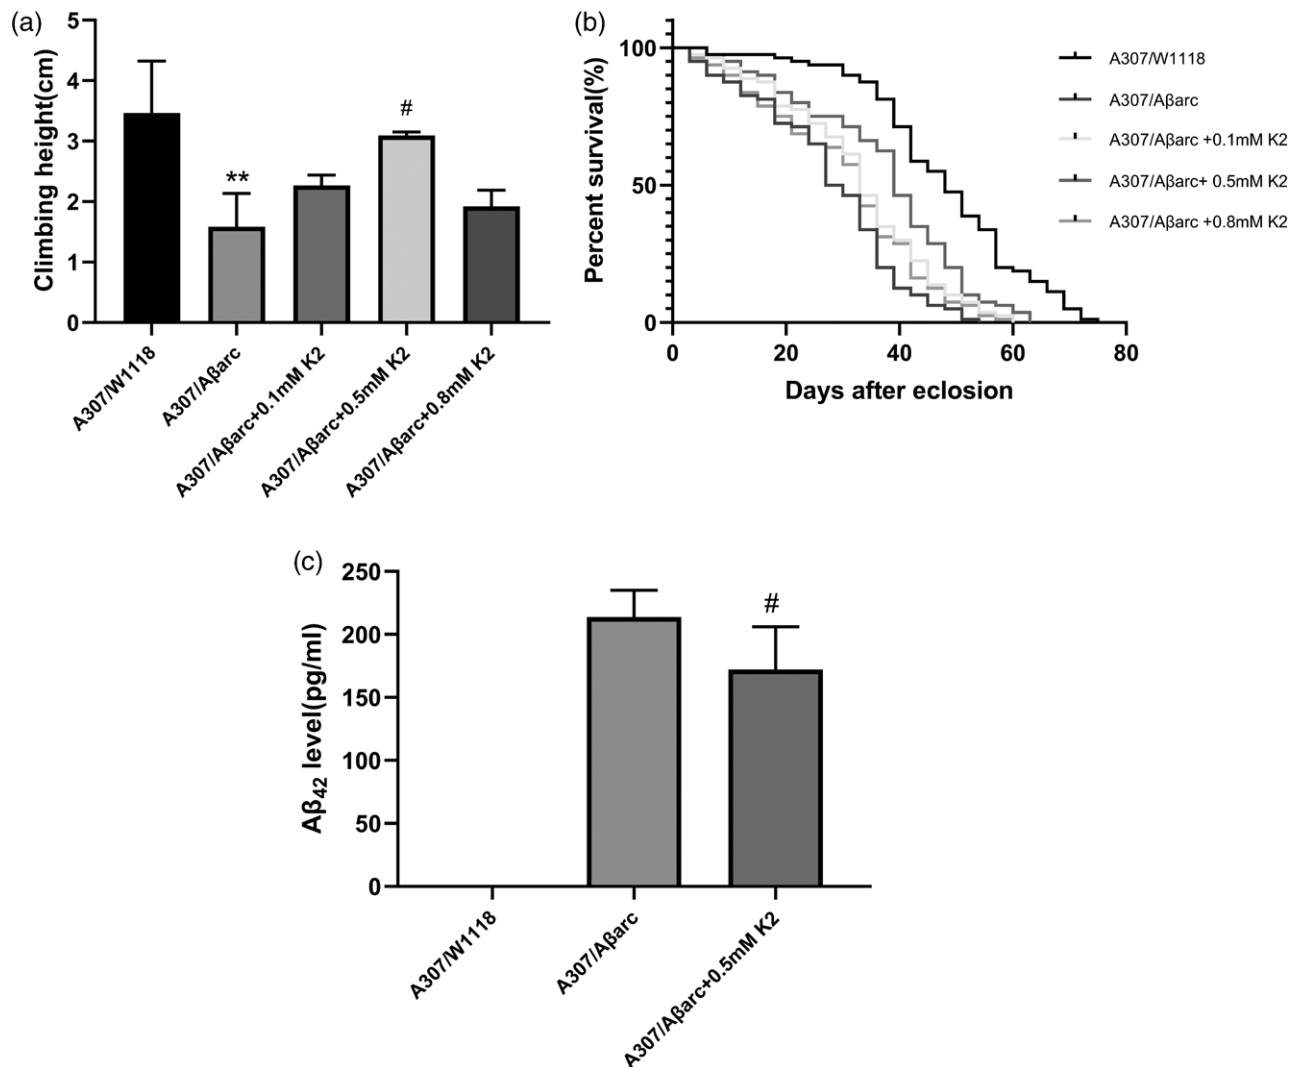 (a)
Climbing height(cm)
5
4
3
2
1
0
**
#
A307/W1118
A307/Aβarc
A307/Aβarc+0.1mM K2
A307/Aβarc+0.5mM K2
A307/Aβarc+0.8mM K2
(b)
Percent survival(%)
100
50
0
0 20 40 60 80
Days after eclosion
A307/W1118
A307/Aβarc
A307/Aβarc +0.1mM K2
A307/Aβarc+ 0.5mM K2
A307/Aβarc +0.8mM K2
(c)
Aβ42 level(pg/ml)
250
200
150
100
50
0
#
A307/W1118
A307/Aβarc
A307/Aβarc+0.5mM K2